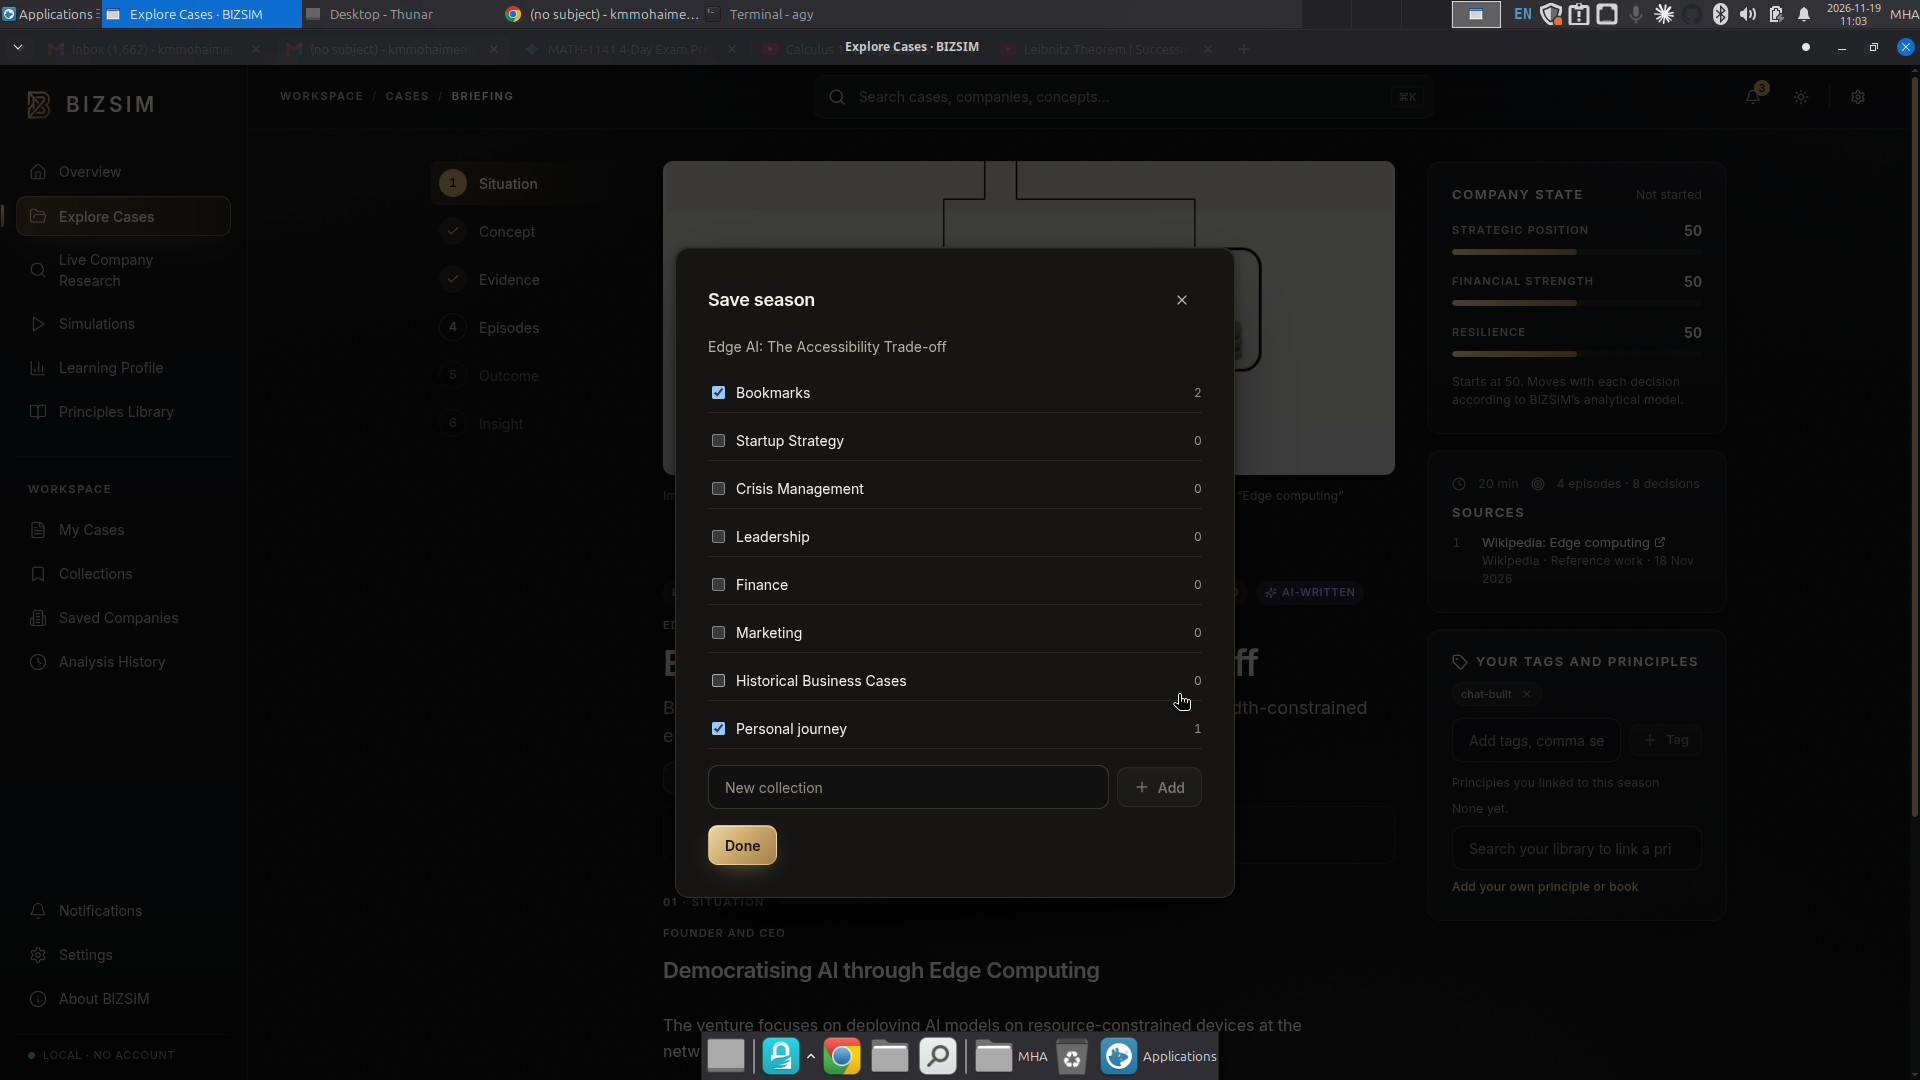 Applications
Explore Cases · BIZSIM
Desktop - Thunar
(no subject) - kmmohaime...
Terminal - agy
EN
2026-11-19
11:03
MHA
Inbox (1,662) - kmmohaime
(no subject) - kmmohaime
MATH-1141 4-Day Exam Pr
Calculus
Explore Cases · BIZSIM
Leibnitz Theorem | Success
BIZSIM
WORKSPACE / CASES / BRIEFING
Search cases, companies, concepts...
⌘K
3
Overview
Explore Cases
Live Company
Research
Simulations
Learning Profile
Principles Library
WORKSPACE
My Cases
Collections
Saved Companies
Analysis History
Notifications
Settings
About BIZSIM
LOCAL · NO ACCOUNT
1 Situation
Concept
Evidence
4 Episodes
5 Outcome
6 Insight
Save season
Edge AI: The Accessibility Trade-off
Bookmarks 2
Startup Strategy 0
Crisis Management 0
Leadership 0
Finance 0
Marketing 0
Historical Business Cases 0
Personal journey 1
New collection
+ Add
Done
"Edge computing"
AI-WRITTEN
01 · SITUATION
FOUNDER AND CEO
Democratising AI through Edge Computing
The venture focuses on deploying AI models on resource-constrained devices at the
COMPANY STATE Not started
STRATEGIC POSITION 50
FINANCIAL STRENGTH 50
RESILIENCE 50
Starts at 50. Moves with each decision
according to BIZSIM's analytical model.
20 min 4 episodes · 8 decisions
SOURCES
1 Wikipedia: Edge computing
Wikipedia · Reference work · 18 Nov
2026
YOUR TAGS AND PRINCIPLES
chat-built ×
Add tags, comma se
+ Tag
Principles you linked to this season
None yet.
Search your library to link a pri
Add your own principle or book
MHA
Applications